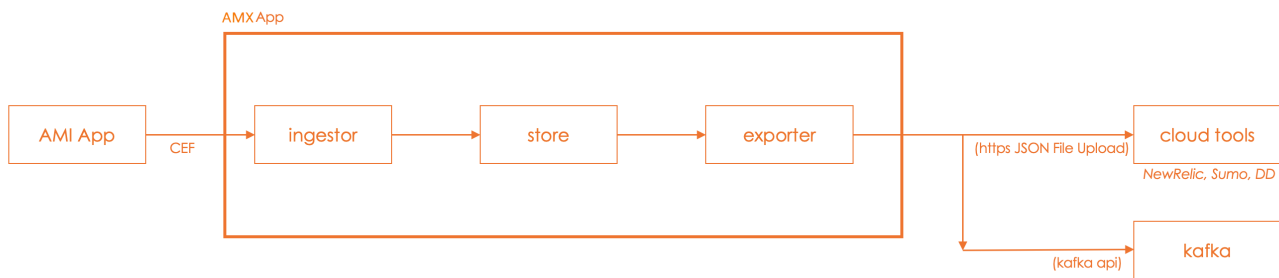 AMX App
AMI App
CEF
ingestor
store
exporter
(https JSON File Upload)
cloud tools
NewRelic, Sumo, DD
(kafka api)
kafka